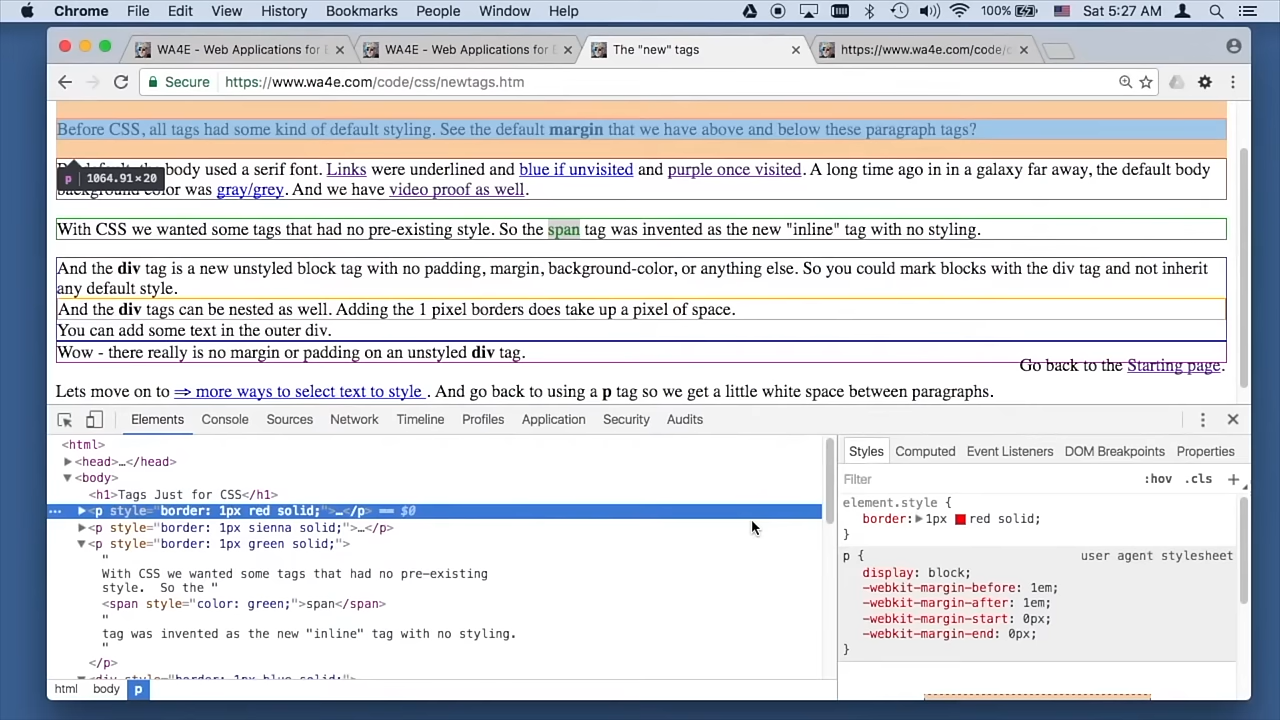 Chrome File Edit View History Bookmarks People Window Help 100% Sat 5:27 AM
WA4E - Web Applications for E WA4E - Web Applications for E The "new" tags https://www.wa4e.com/code/c
Secure https://www.wa4e.com/code/css/newtags.htm
Before CSS, all tags had some kind of default styling. See the default margin that we have above and below these paragraph tags?
body used a serif font. Links were underlined and blue if unvisited and purple once visited. A long time ago in in a galaxy far away, the default body
p 1064.91×20
color was gray/grey. And we have video proof as well.
With CSS we wanted some tags that had no pre-existing style. So the span tag was invented as the new "inline" tag with no styling.
And the div tag is a new unstyled block tag with no padding, margin, background-color, or anything else. So you could mark blocks with the div tag and not inherit
any default style.
And the div tags can be nested as well. Adding the 1 pixel borders does take up a pixel of space.
You can add some text in the outer div.
Wow - there really is no margin or padding on an unstyled div tag.
Go back to the Starting page.
Lets move on to ⇒ more ways to select text to style . And go back to using a p tag so we get a little white space between paragraphs.
Elements Console Sources Network Timeline Profiles Application Security Audits
<html>
<head>…</head>
<body>
<h1>Tags Just for CSS</h1>
<p style="border: 1px red solid;">…</p> == $0
<p style="border: 1px sienna solid;">…</p>
<p style="border: 1px green solid;">
"
With CSS we wanted some tags that had no pre-existing
style.  So the "
<span style="color: green;">span</span>
"
tag was invented as the new "inline" tag with no styling.
"
</p>
<div style="border: 1px blue solid;">
html body p
Styles Computed Event Listeners DOM Breakpoints Properties
Filter :hov .cls +
element.style {
border: 1px red solid;
}
p { user agent stylesheet
display: block;
-webkit-margin-before: 1em;
-webkit-margin-after: 1em;
-webkit-margin-start: 0px;
-webkit-margin-end: 0px;
}